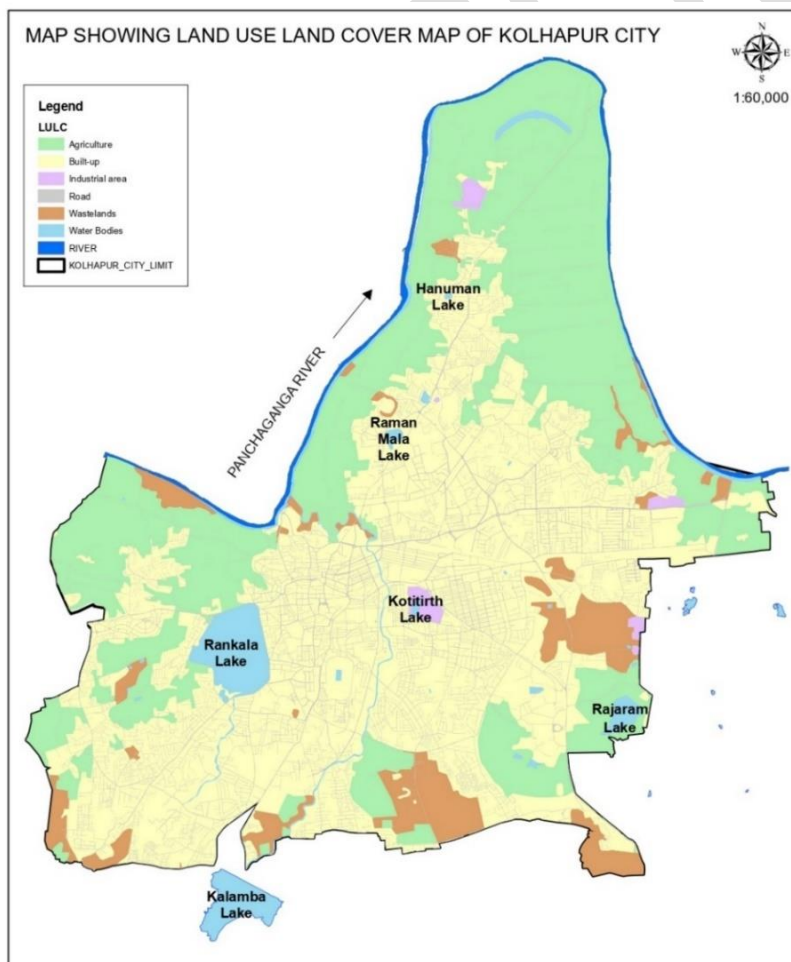 MAP SHOWING LAND USE LAND COVER MAP OF KOLHAPUR CITY
N
W E
S
1:60,000
Legend
LULC
Agriculture
Built-up
Industrial area
Road
Wastelands
Water Bodies
RIVER
KOLHAPUR_CITY_LIMIT
Hanuman
Lake
PANCHAGANGA RIVER
Raman
Mala
Lake
Kotitirth
Lake
Rankala
Lake
Rajaram
Lake
Kalamba
Lake